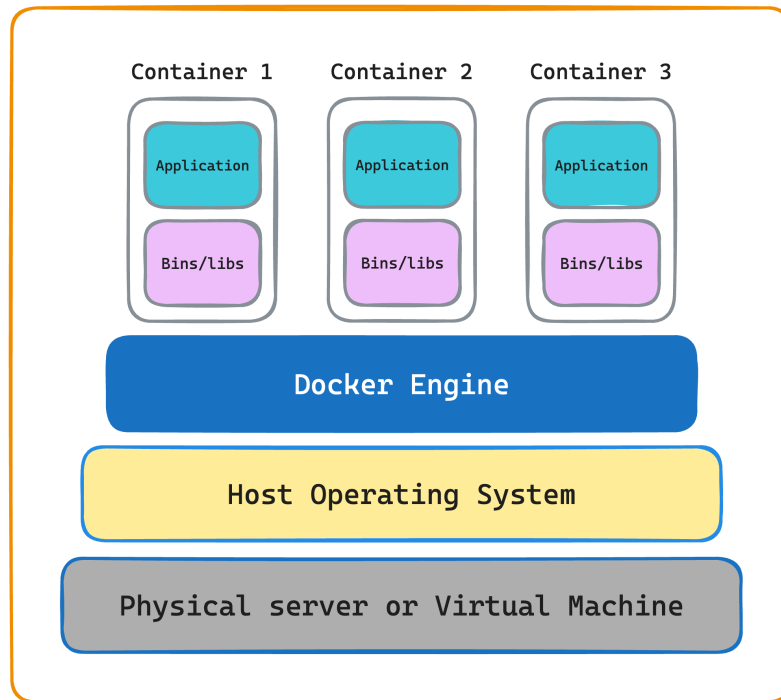 Container 1 Container 2 Container 3
Application Application Application
Bins/libs Bins/libs Bins/libs
Docker Engine
Host Operating System
Physical server or Virtual Machine